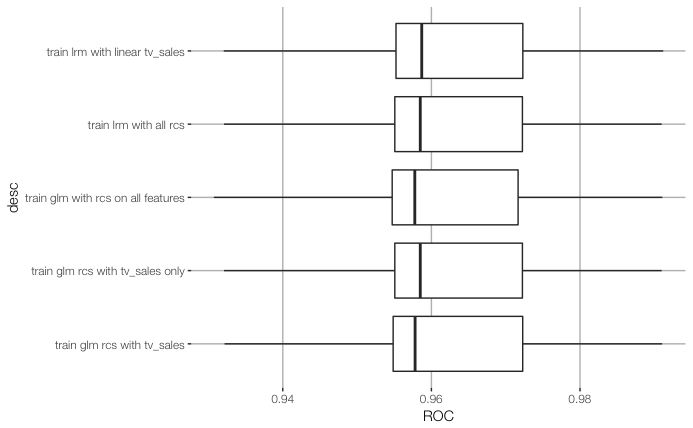 train lrm with linear tv_sales
train lrm with all rcs
train glm with rcs on all features
train glm rcs with tv_sales only
train glm rcs with tv_sales
desc
0.94
0.96
0.98
ROC